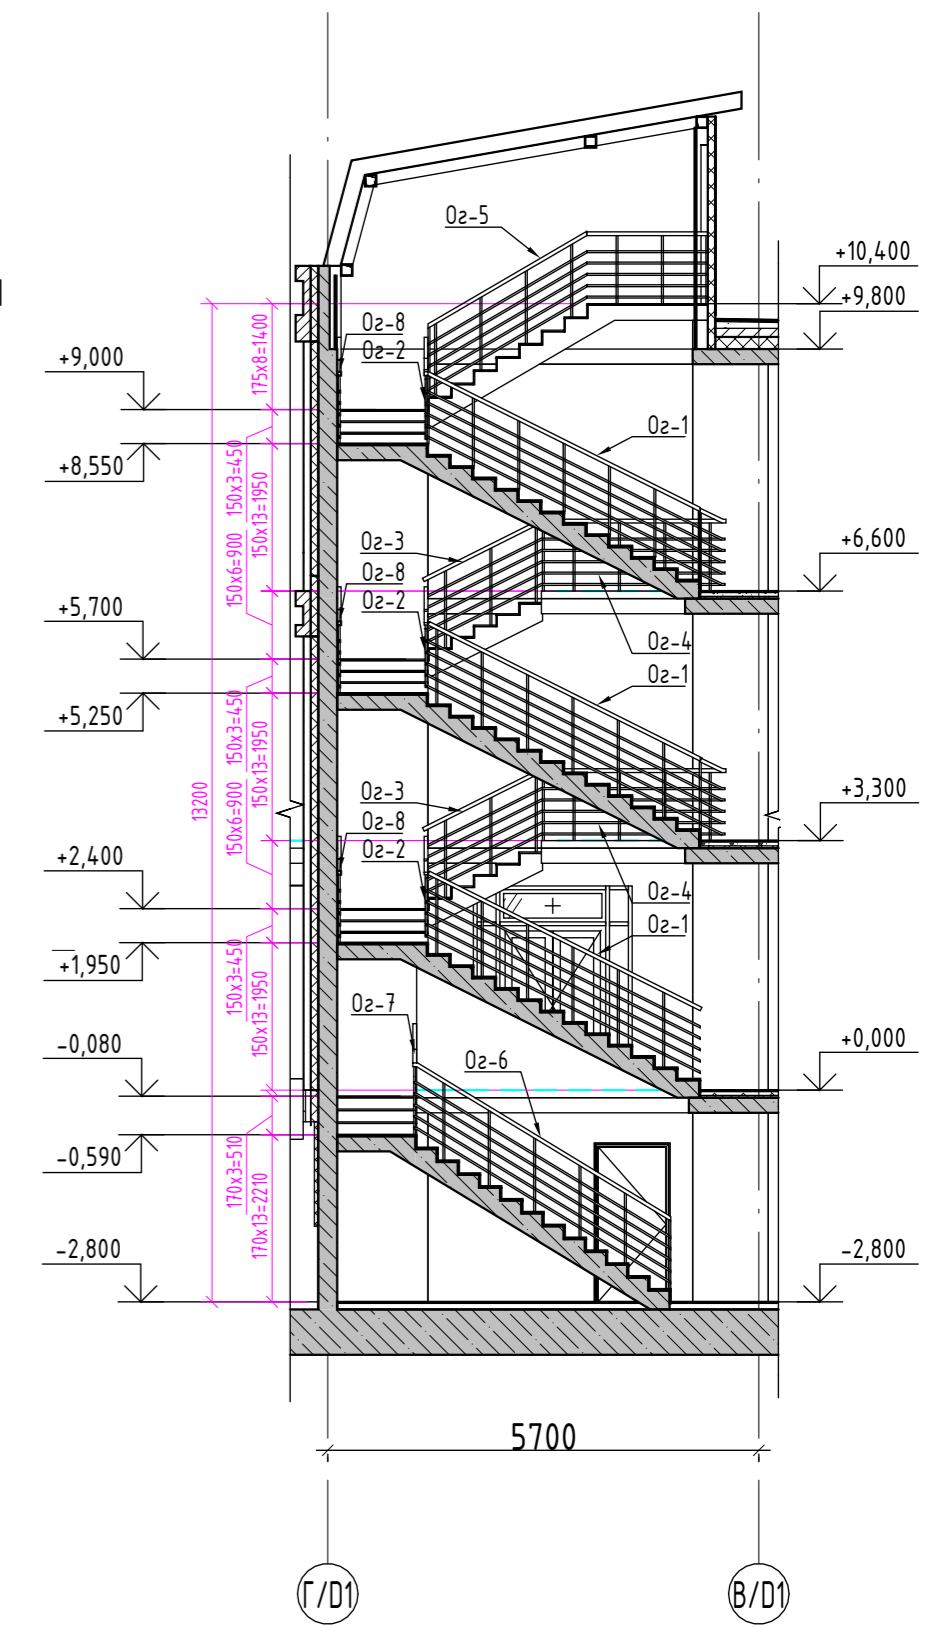 Ог-5
+10,400
+9,800
Ог-8
Ог-2
+9,000
175x8=1400
Ог-1
+8,550
150x3=450
150x13=1950
150x6=900
Ог-3
Ог-8
+6,600
Ог-2
+5,700
Ог-4
Ог-1
+5,250
150x3=450
150x13=1950
150x6=900
13200
Ог-3
+3,300
Ог-8
Ог-2
+2,400
Ог-4
Ог-1
+1,950
150x3=450
150x13=1950
Ог-7
-0,080
+0,000
Ог-6
-0,590
170x3=510
170x13=2210
-2,800
-2,800
5700
Г/D1
В/D1